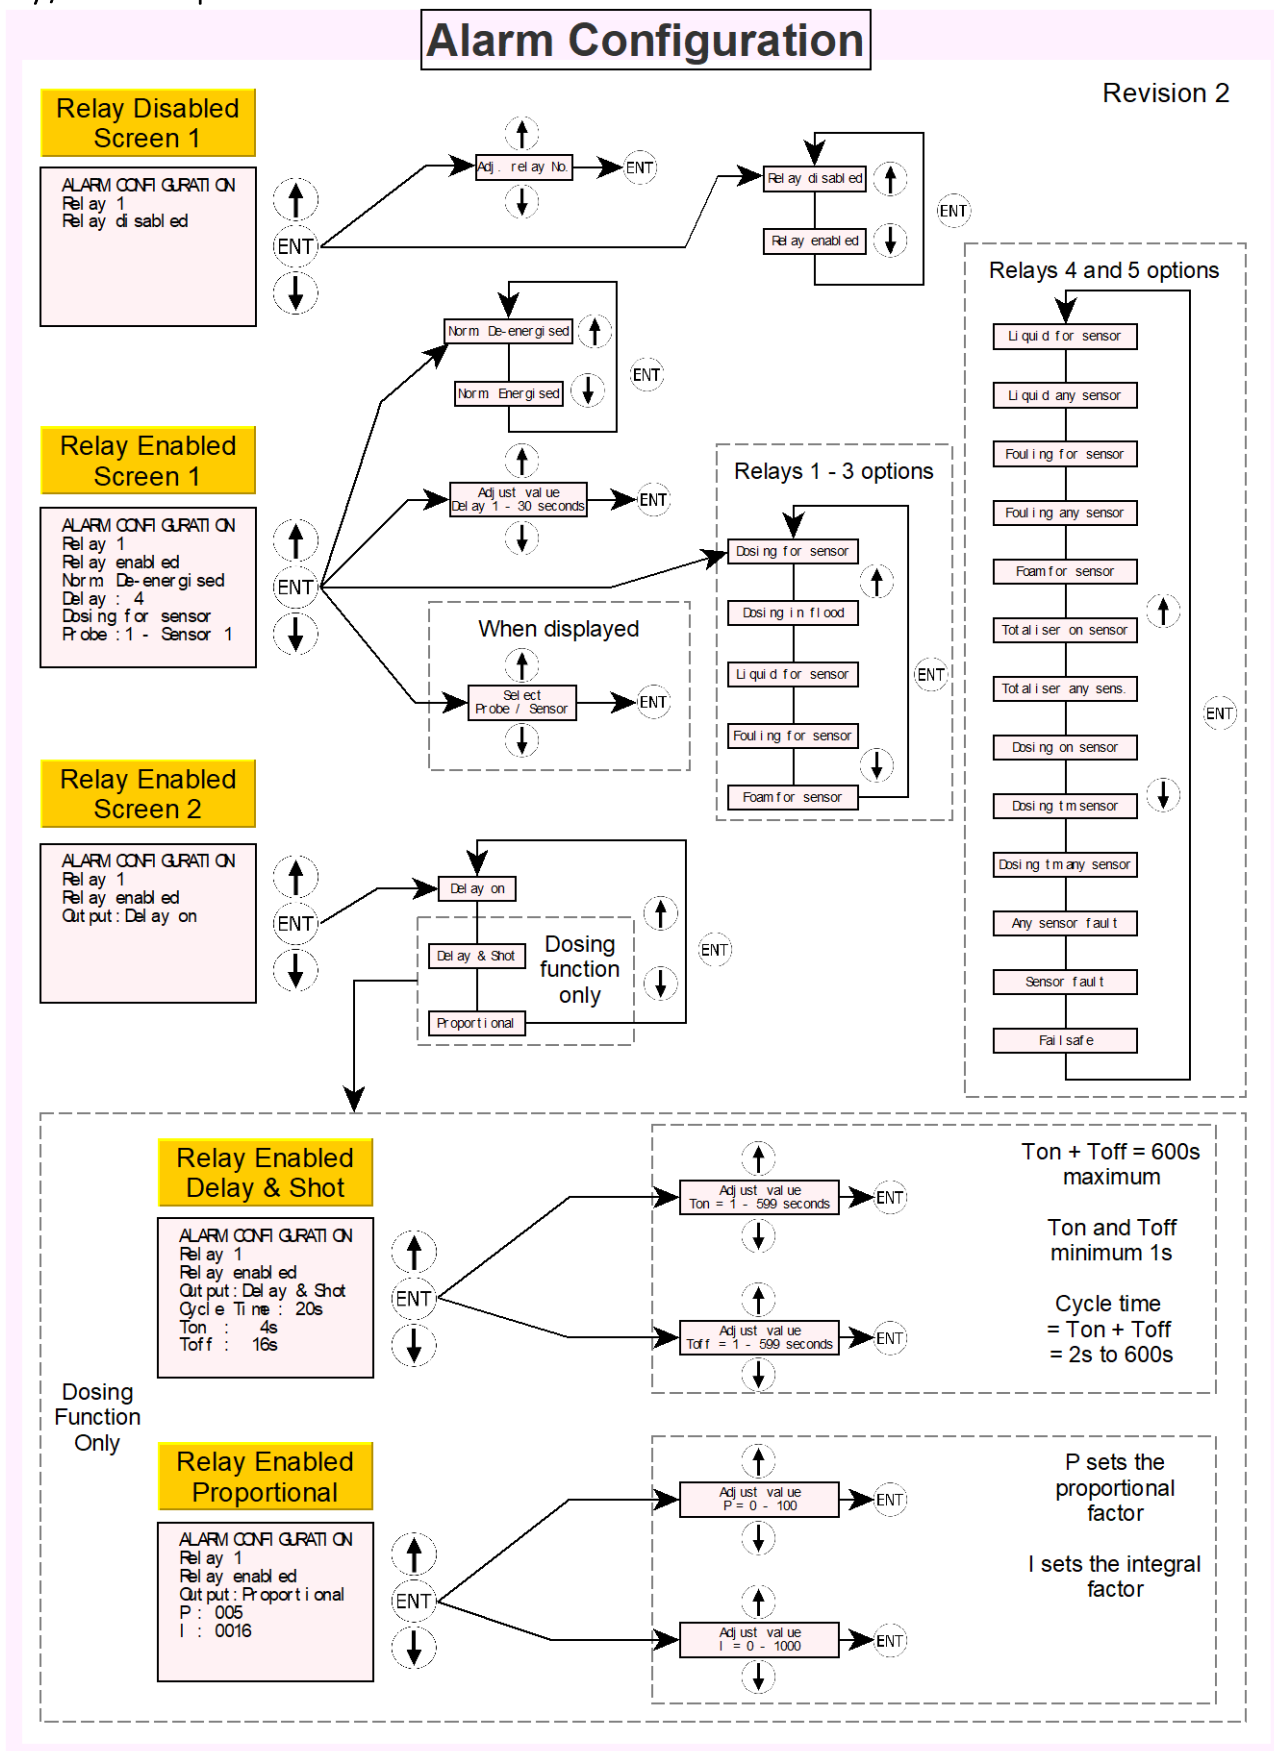 Alarm Configuration
Revision 2
Relay Disabled
Screen 1
ALARM CONFIGURATION
Relay 1
Relay disabled
ENT
Adj. relay No.
ENT
Relay disabled
Relay enabled
ENT
Norm De-energised
Norm Energised
ENT
Relay Enabled
Screen 1
ALARM CONFIGURATION
Relay 1
Relay enabled
Norm De-energised
Delay : 4
Dosing for sensor
Probe :1 - Sensor 1
ENT
Adjust value
Delay 1 - 30 seconds
ENT
When displayed
Select
Probe / Sensor
ENT
Relays 1 - 3 options
Dosing for sensor
Dosing in flood
Liquid for sensor
Fouling for sensor
Foam for sensor
ENT
Relays 4 and 5 options
Liquid for sensor
Liquid any sensor
Fouling for sensor
Fouling any sensor
Foam for sensor
Totaliser on sensor
Totaliser any sens.
Dosing on sensor
Dosing tm sensor
Dosing tm any sensor
Any sensor fault
Sensor fault
Fail safe
ENT
Relay Enabled
Screen 2
ALARM CONFIGURATION
Relay 1
Relay enabled
Output:Delay on
ENT
Delay on
Delay & Shot
Proportional
Dosing
function
only
ENT
Dosing
Function
Only
Relay Enabled
Delay & Shot
ALARM CONFIGURATION
Relay 1
Relay enabled
Output:Delay & Shot
Cycle Time : 20s
Ton : 4s
Toff : 16s
ENT
Adjust value
Ton = 1 - 599 seconds
ENT
Adjust value
Toff = 1 - 599 seconds
ENT
Ton + Toff = 600s
maximum
Ton and Toff
minimum 1s
Cycle time
= Ton + Toff
= 2s to 600s
Relay Enabled
Proportional
ALARM CONFIGURATION
Relay 1
Relay enabled
Output:Proportional
P : 005
I : 0016
ENT
Adjust value
P = 0 - 100
ENT
Adjust value
I = 0 - 1000
ENT
P sets the
proportional
factor
I sets the integral
factor